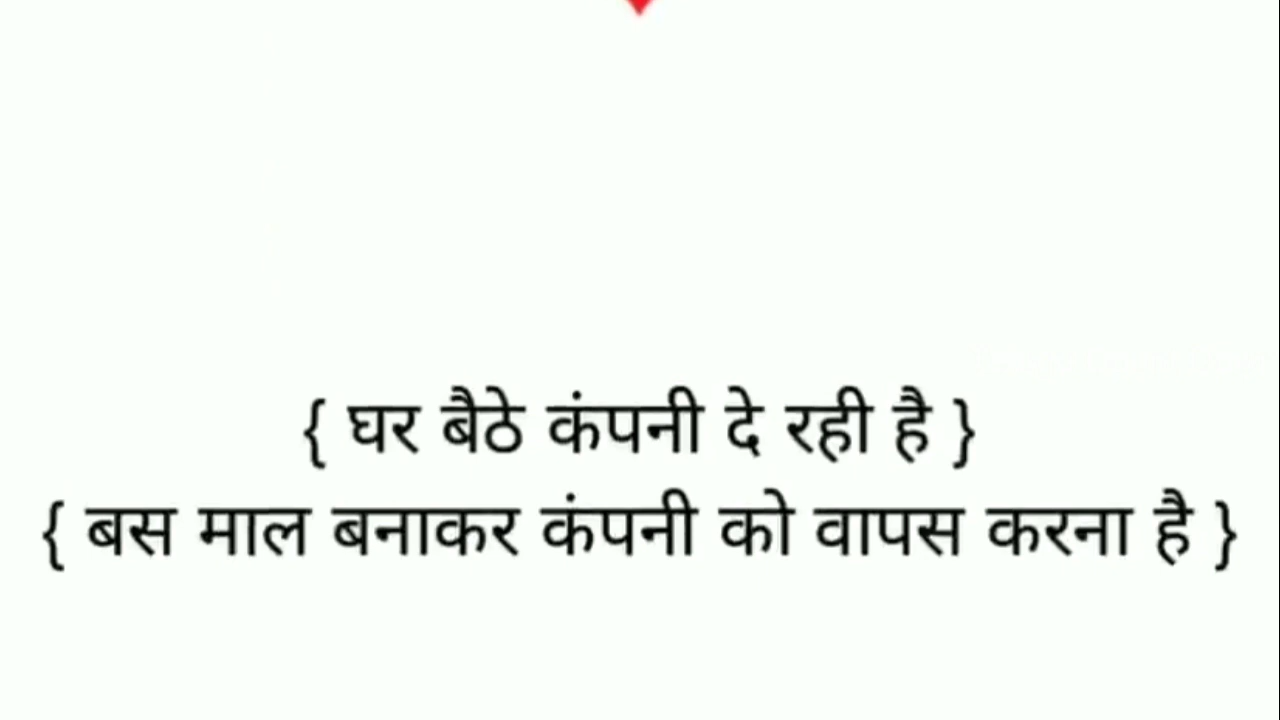 { घर बैठे कंपनी दे रही है }
{ बस माल बनाकर कंपनी को वापस करना है }